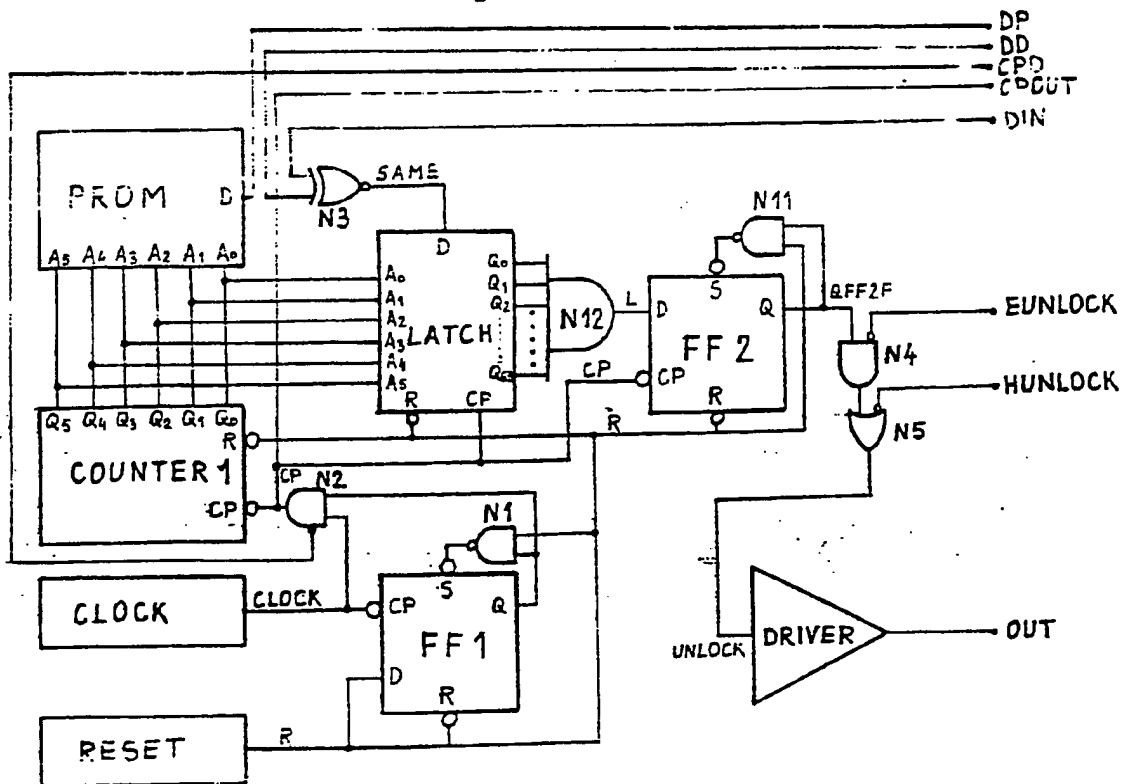 DP
DD
CPD
CPOUT
DIN
PROM
D
SAME
N3
N11
A5 A4 A3 A2 A1 A0
D
A0
A1
A2
A3
A4
A5
LATCH
Q0
Q1
Q2
R
CP
N12
L
S
D
Q
FF2
CP
R
CP
QFF2F
EUNLOCK
N4
HUNLOCK
N5
Q5 Q4 Q3 Q2 Q1 Q0
R
COUNTER 1
CP
CP
N2
R
N1
CLOCK
CLOCK
S
CP
Q
FF1
D
R
RESET
R
UNLOCK
DRIVER
OUT